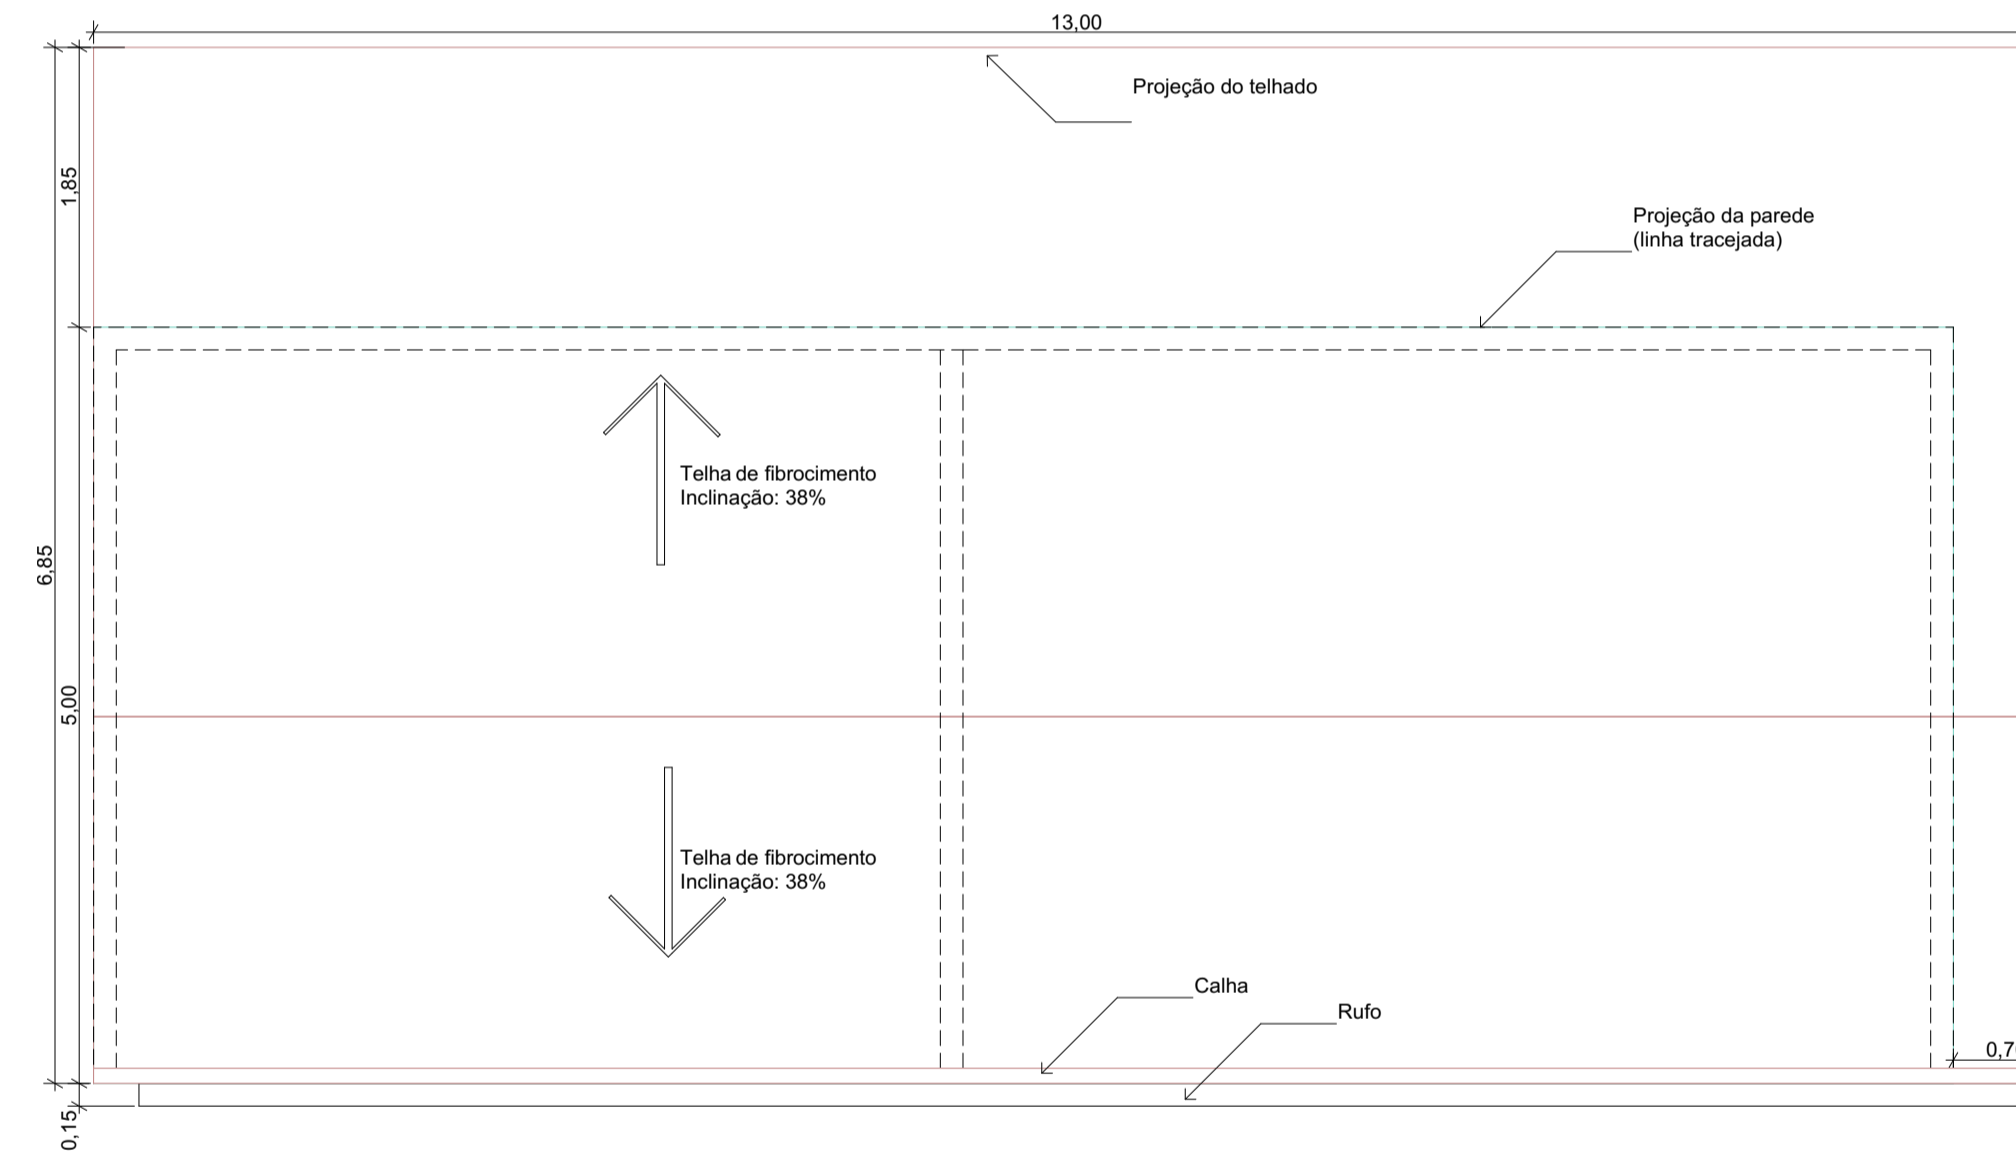 13,00
Projeção do telhado
1,85
Projeção da parede
(linha tracejada)
Telha de fibrocimento
Inclinação: 38%
6,85
5,00
Telha de fibrocimento
Inclinação: 38%
Calha
Rufo
0,15